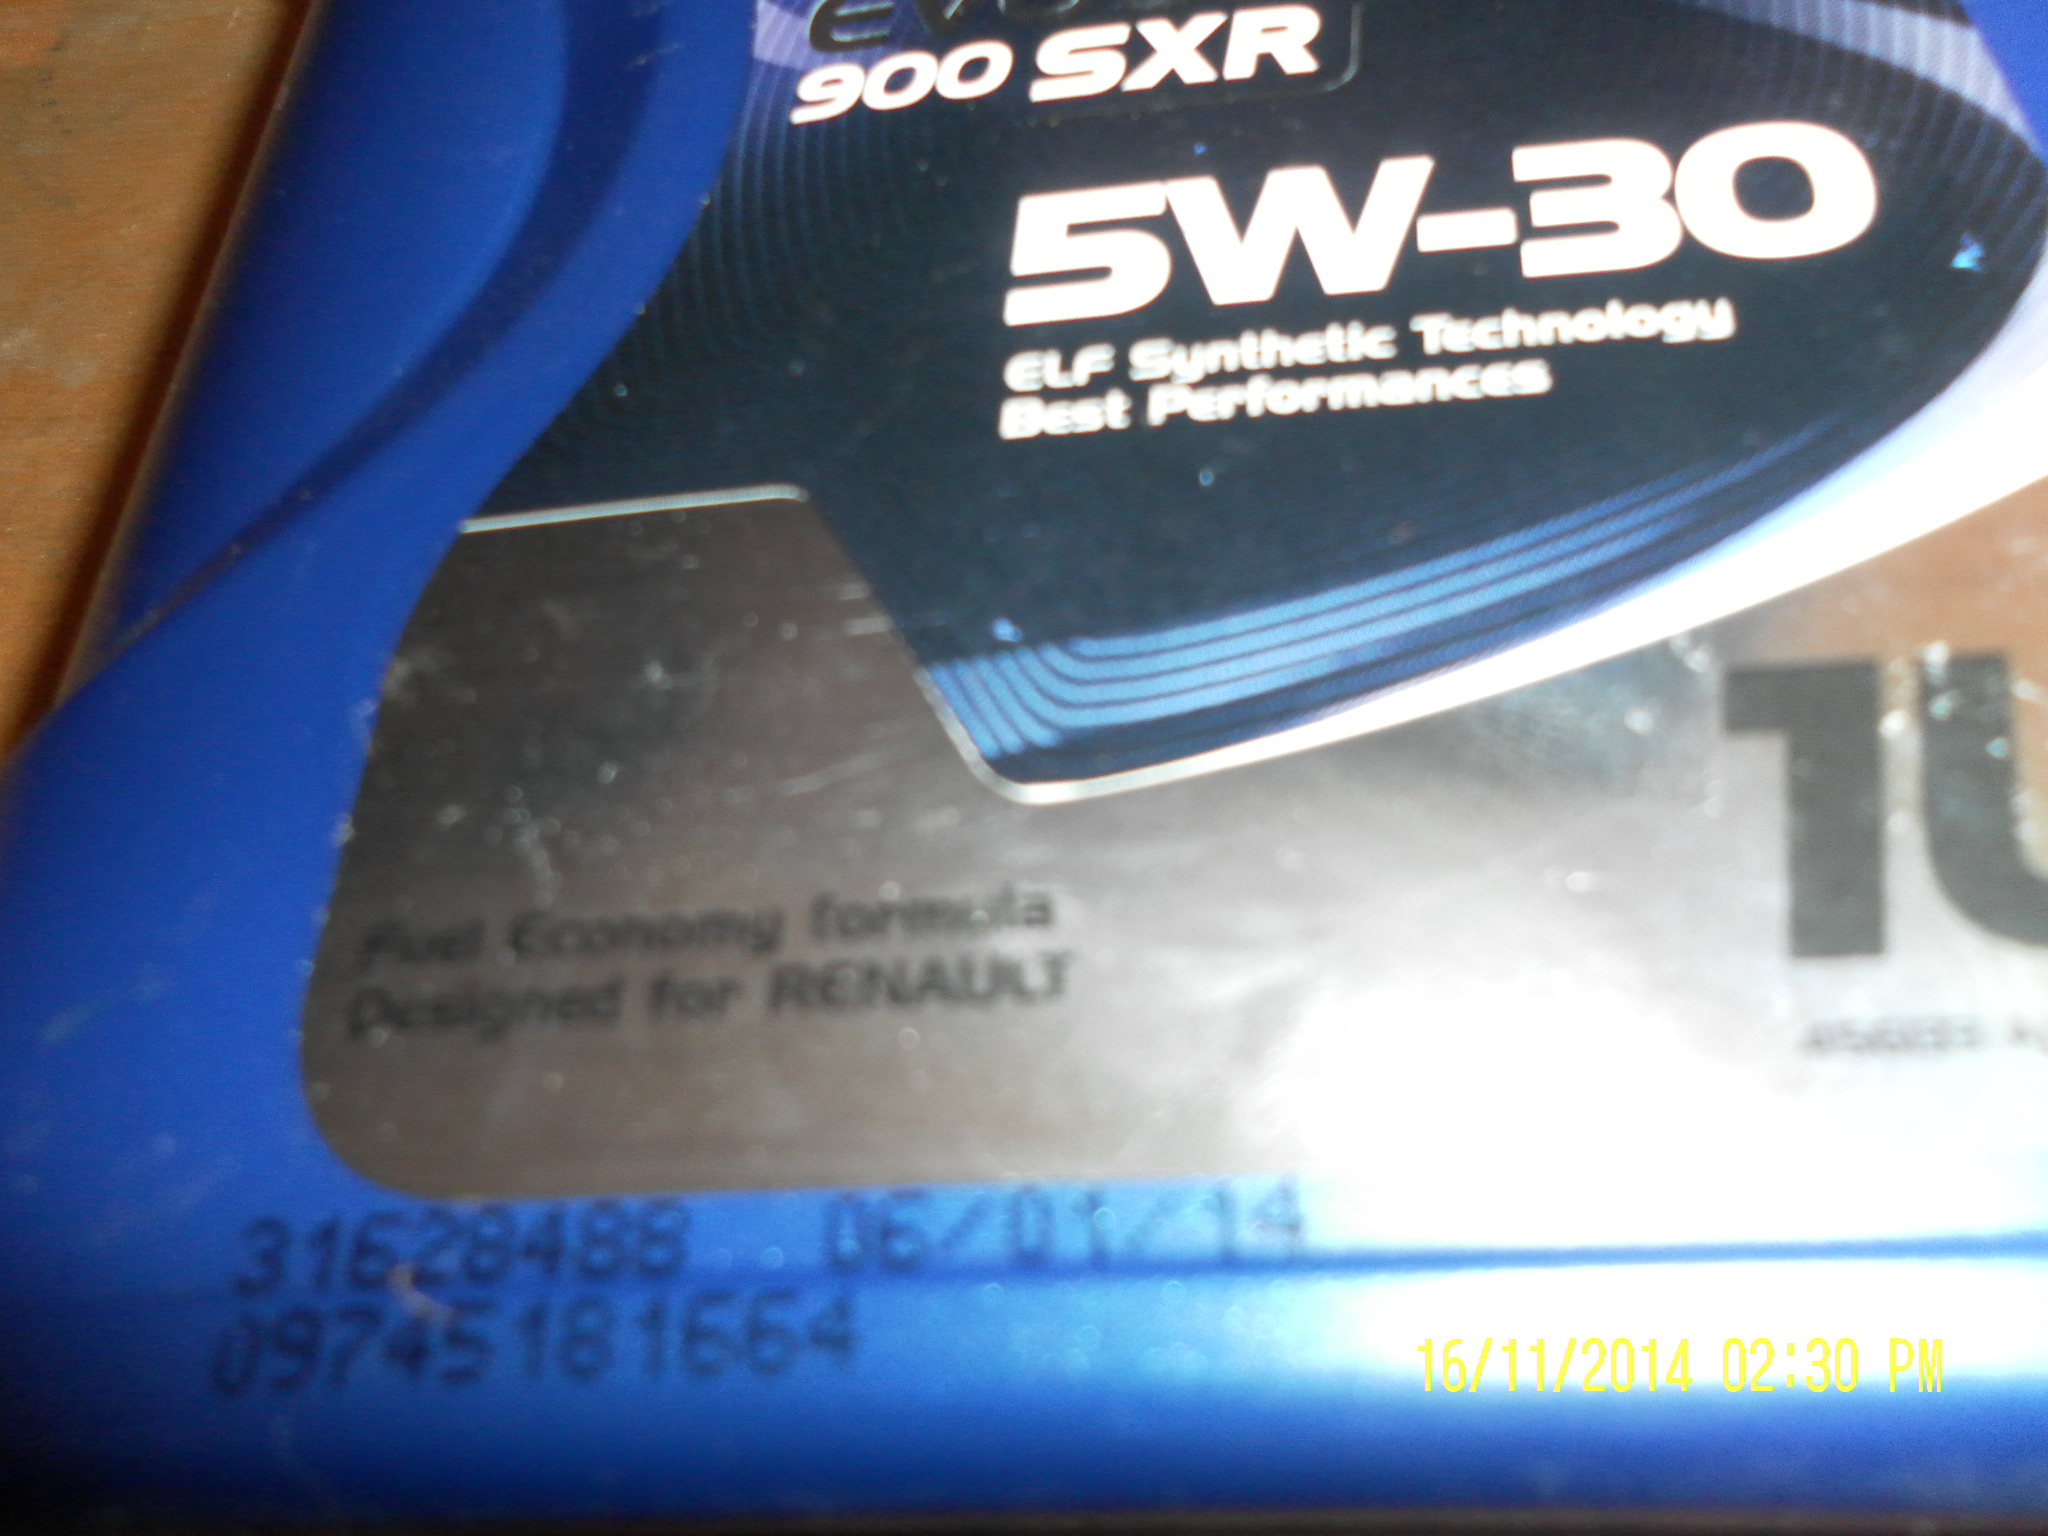 900 SXR
5W-30
ELF Synthetic Technology
Best Performances
Fuel Economy formula
Designed for RENAULT
31628488 06/01/14
09745181664
16/11/2014 02:30 PM